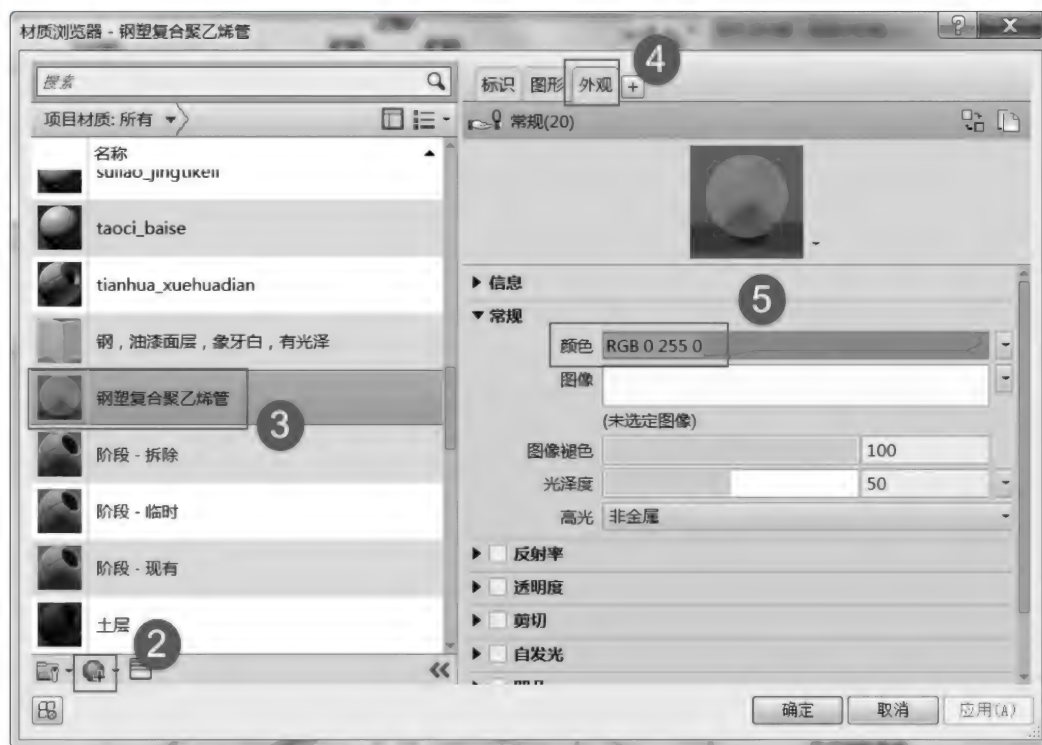 材质浏览器 - 钢塑复合聚乙烯管
?
X
搜索
项目材质: 所有
名称
suliao_jingtikeli
taoci_baise
tianhua_xuehuadian
钢，油漆面层，象牙白，有光泽
钢塑复合聚乙烯管
3
阶段 - 拆除
阶段 - 临时
阶段 - 现有
土层
2
标识 图形 外观 +
4
常规(20)
信息
5
常规
颜色 RGB 0 255 0
图像
(未选定图像)
图像褪色 100
光泽度 50
高光 非金属
反射率
透明度
剪切
自发光
确定 取消 应用(A)